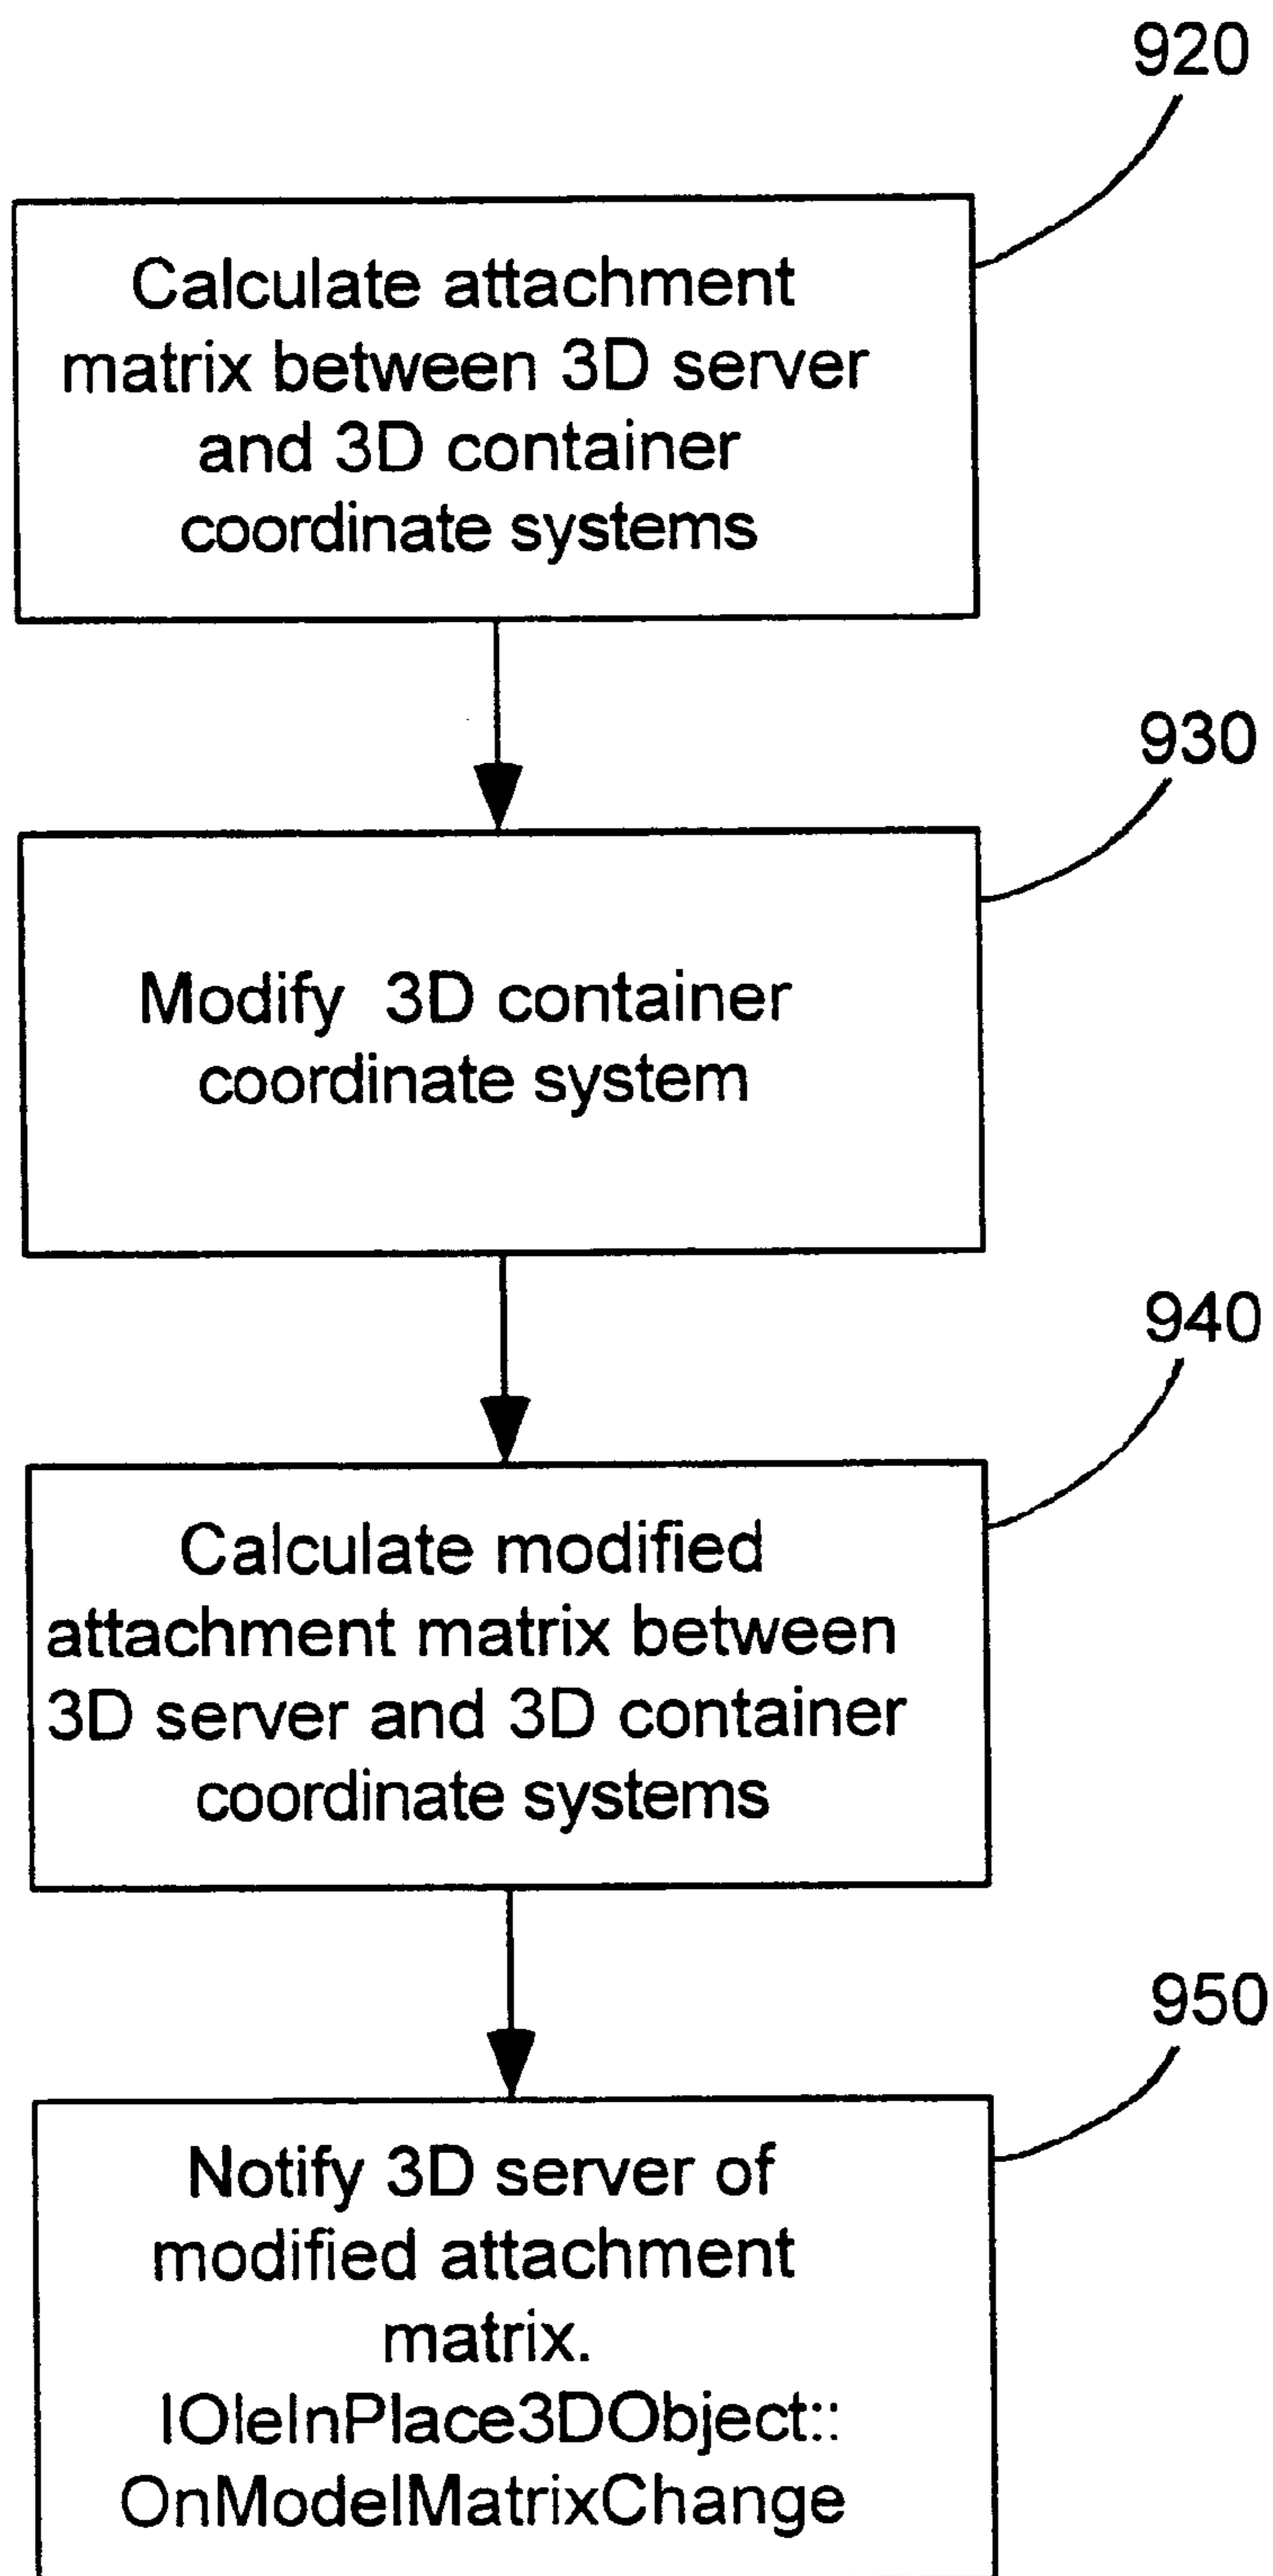 920
Calculate attachment
matrix between 3D server
and 3D container
coordinate systems
930
Modify 3D container
coordinate system
940
Calculate modified
attachment matrix between
3D server and 3D container
coordinate systems
950
Notify 3D server of
modified attachment
matrix.
IOleInPlace3DObject::
OnModelMatrixChange